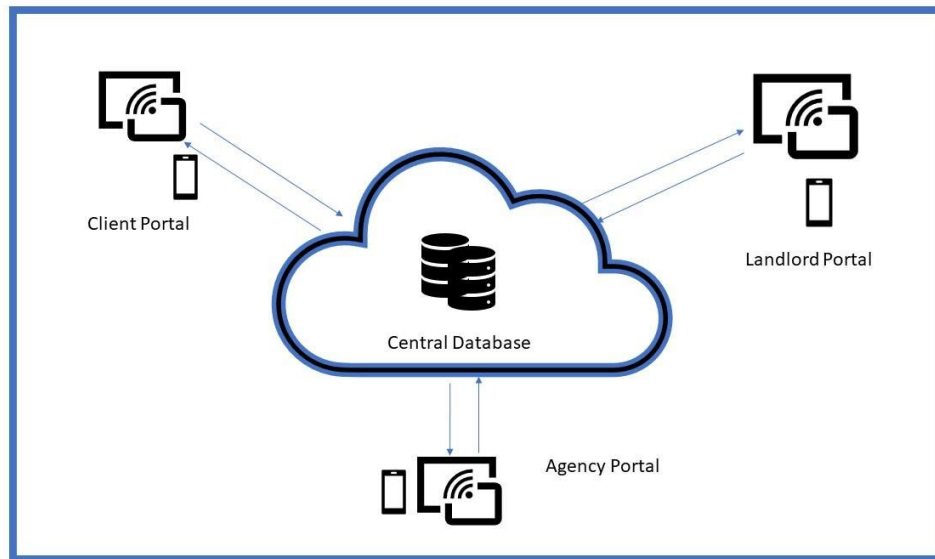 Client Portal
Landlord Portal
Central Database
Agency Portal